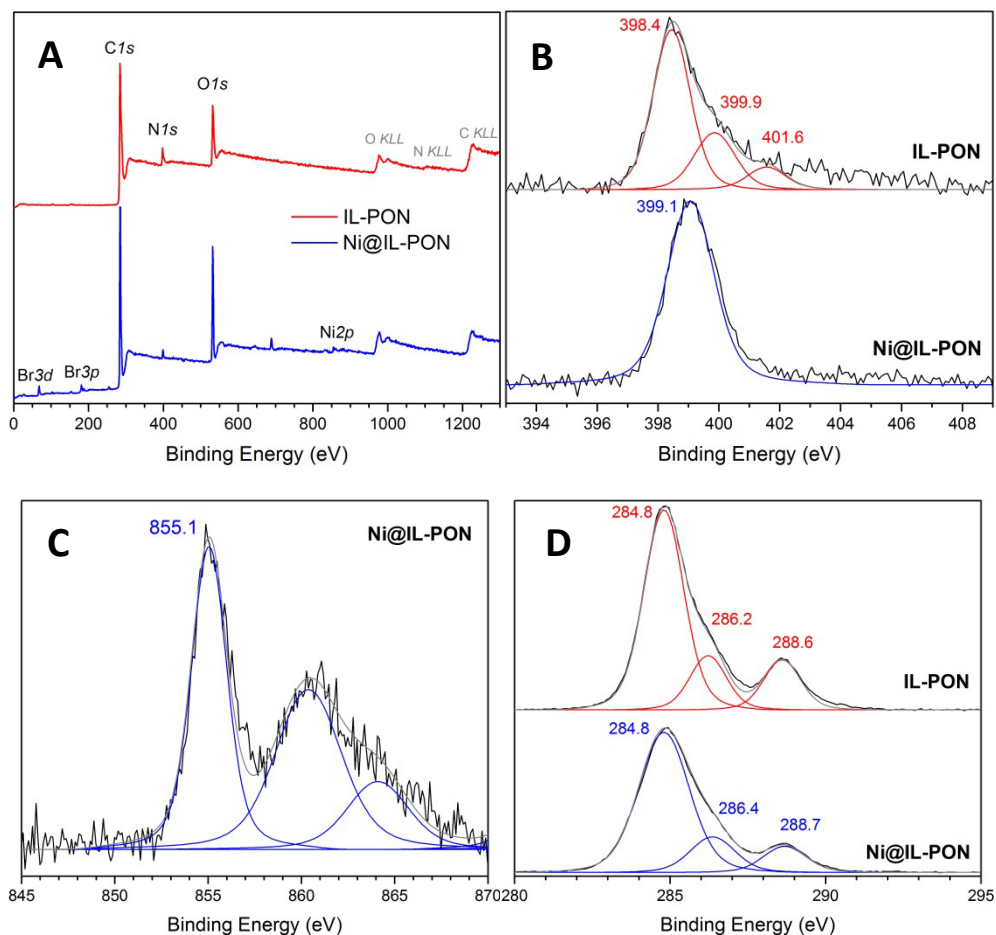 A
C1s
O1s
N1s
O KLL
N KLL
C KLL
IL-PON
Ni@IL-PON
Br3d
Br3p
Ni2p
0 200 400 600 800 1000 1200
Binding Energy (eV)
B
398.4
399.9
401.6
IL-PON
399.1
Ni@IL-PON
394 396 398 400 402 404 406 408
Binding Energy (eV)
C
855.1
Ni@IL-PON
845 850 855 860 865 870
Binding Energy (eV)
D
284.8
286.2
288.6
IL-PON
284.8
286.4
288.7
Ni@IL-PON
280 285 290 295
Binding Energy (eV)